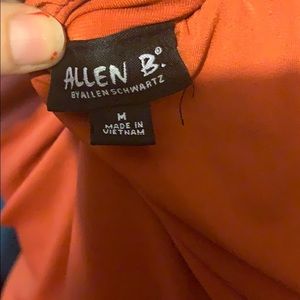 ALLEN B.®
BY ALLEN SCHWARTZ
M
MADE IN
VIETNAM